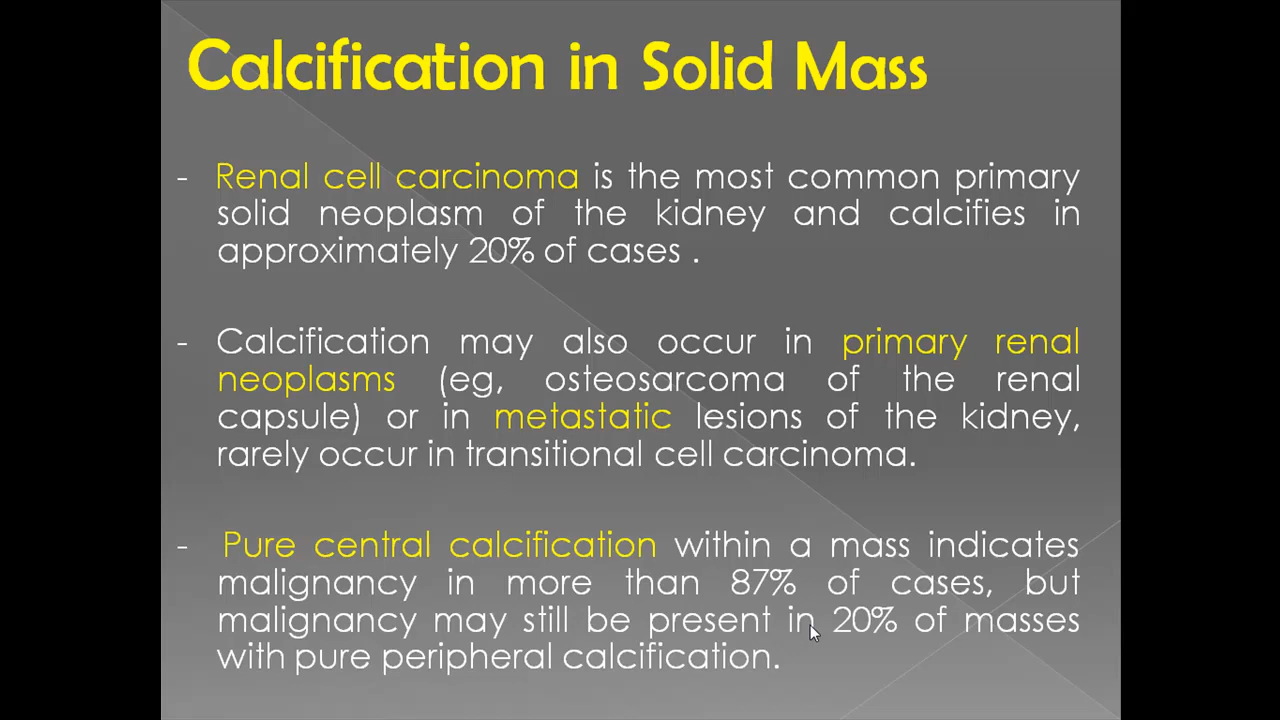 Calcification in Solid Mass
- Renal cell carcinoma is the most common primary
solid neoplasm of the kidney and calcifies in
approximately 20% of cases .
- Calcification may also occur in primary renal
neoplasms (eg, osteosarcoma of the renal
capsule) or in metastatic lesions of the kidney,
rarely occur in transitional cell carcinoma.
- Pure central calcification within a mass indicates
malignancy in more than 87% of cases, but
malignancy may still be present in 20% of masses
with pure peripheral calcification.